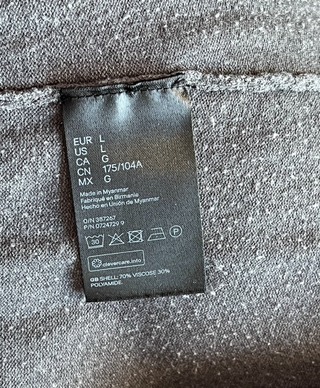 EUR L
US L
CA G
CN 175/104A
MX G
Made in Myanmar
Fabriqué en Birmanie
Hecho en Unión de Myanmar
O/N 387267
P/N 0724729 9
30 P
clevercare.info
GB SHELL: 70% VISCOSE 30%
POLYAMIDE.